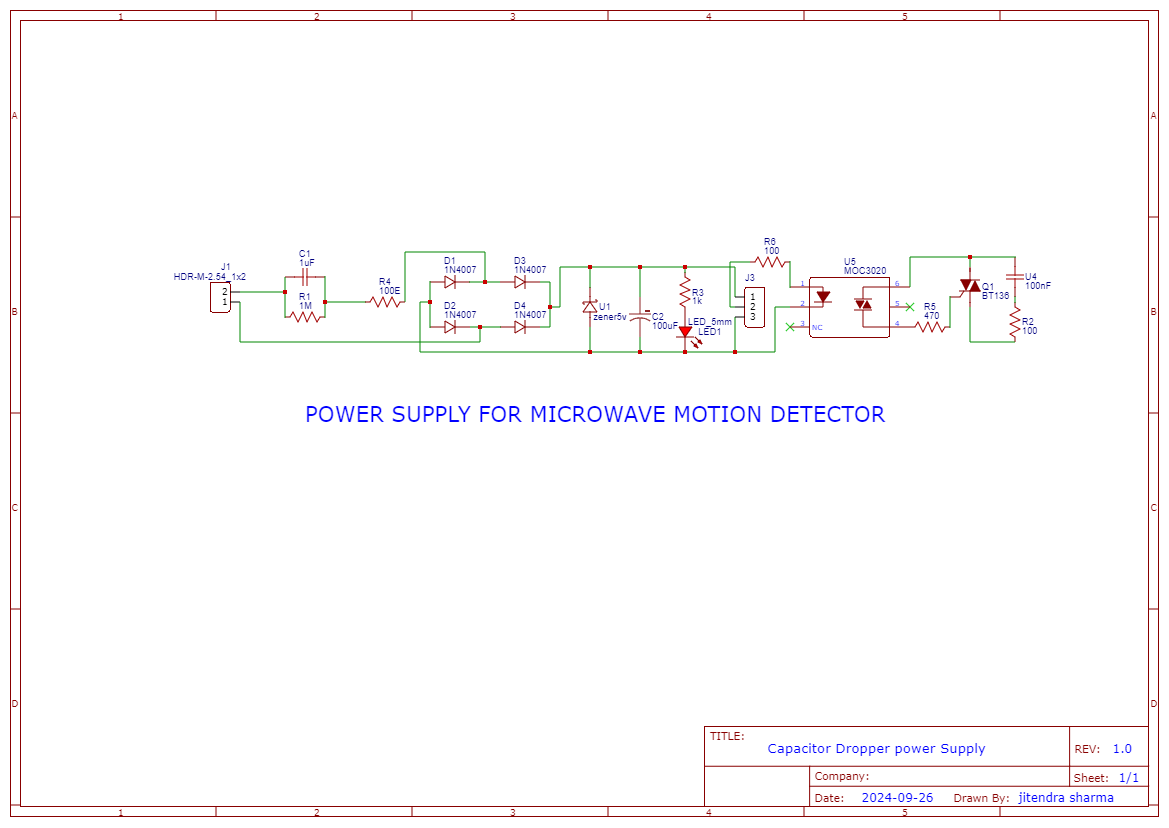 1 2 3 4 5
A A
B B
C C
D D
J1
HDR-M-2.54_1x2
2
1
C1
1uF
R1
1M
R4
100E
D1
1N4007
D3
1N4007
D2
1N4007
D4
1N4007
U1
zener5v
C2
100uF
R3
1k
LED_5mm
LED1
J3
1
2
3
R6
100
U5
MOC3020
1
2
3
NC
6
5
4
R5
470
Q1
BT136
U4
100nF
R2
100
POWER SUPPLY FOR MICROWAVE MOTION DETECTOR
TITLE:
Capacitor Dropper power Supply
REV: 1.0
Company:
Sheet: 1/1
Date: 2024-09-26 Drawn By: jitendra sharma
1 2 3 4 5